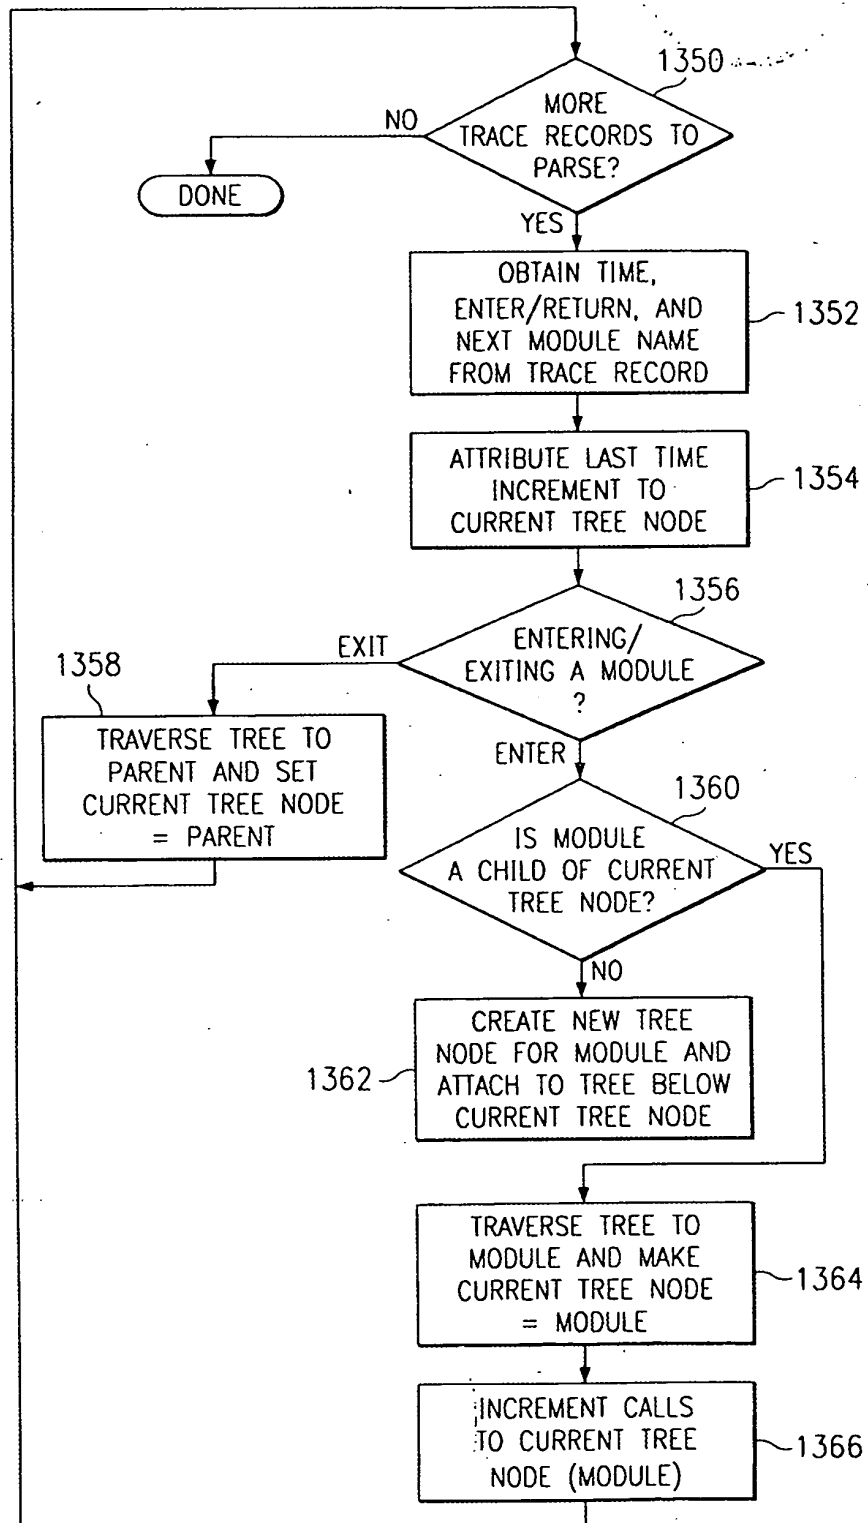 1350
MORE
TRACE RECORDS TO
PARSE?
NO
DONE
YES
OBTAIN TIME,
ENTER/RETURN, AND
NEXT MODULE NAME
FROM TRACE RECORD
1352
ATTRIBUTE LAST TIME
INCREMENT TO
CURRENT TREE NODE
1354
1356
ENTERING/
EXITING A MODULE
?
EXIT
1358
TRAVERSE TREE TO
PARENT AND SET
CURRENT TREE NODE
= PARENT
ENTER
1360
IS MODULE
A CHILD OF CURRENT
TREE NODE?
YES
NO
CREATE NEW TREE
NODE FOR MODULE AND
ATTACH TO TREE BELOW
CURRENT TREE NODE
1362
TRAVERSE TREE TO
MODULE AND MAKE
CURRENT TREE NODE
= MODULE
1364
INCREMENT CALLS
TO CURRENT TREE
NODE (MODULE)
1366